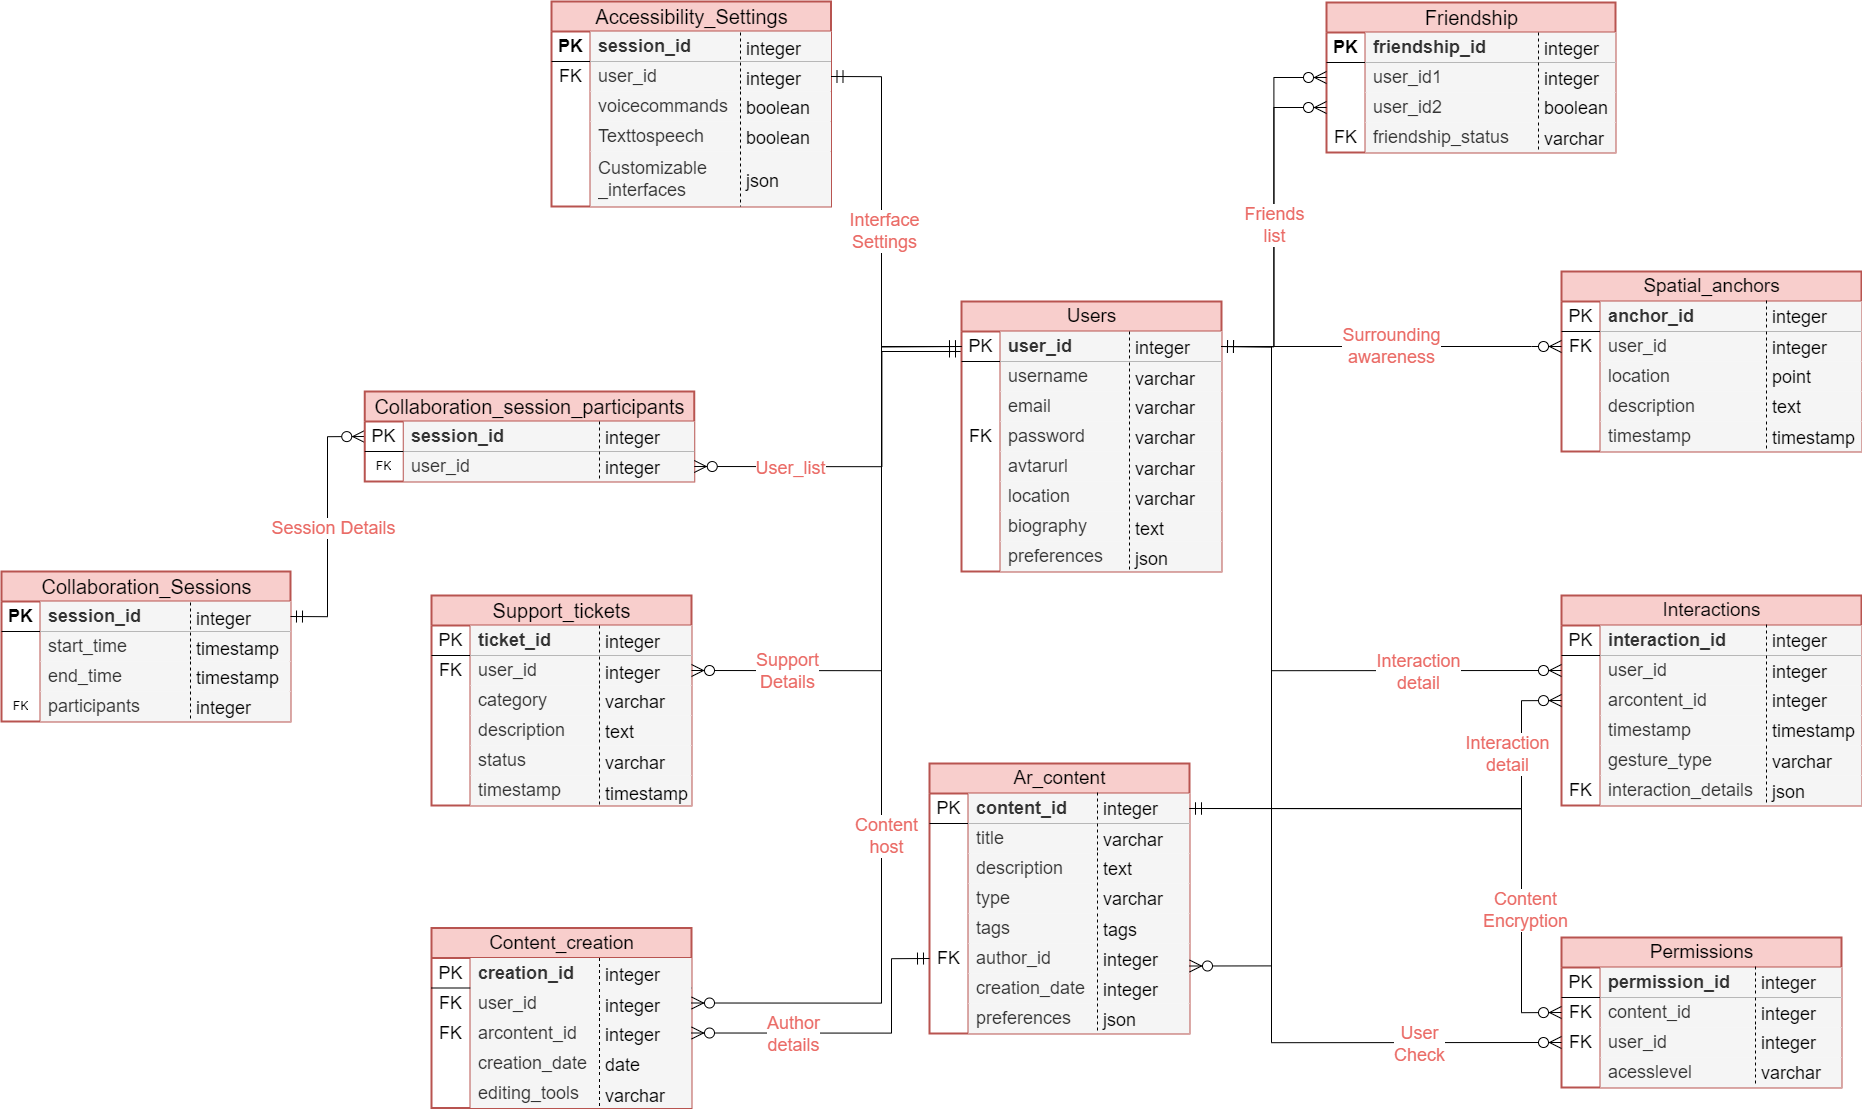 Accessibility_Settings
PK session_id integer
FK user_id integer
voicecommands boolean
Texttospeech boolean
Customizable
_interfaces json
Friendship
PK friendship_id integer
user_id1 integer
user_id2 boolean
FK friendship_status varchar
Interface
Settings
Friends
list
Spatial_anchors
PK anchor_id integer
FK user_id integer
location point
description text
timestamp timestamp
Surrounding
awareness
Users
PK user_id integer
username varchar
email varchar
FK password varchar
avtarurl varchar
location varchar
biography text
preferences json
Collaboration_session_participants
PK session_id integer
FK user_id integer
User_list
Session Details
Collaboration_Sessions
PK session_id integer
start_time timestamp
end_time timestamp
FK participants integer
Support_tickets
PK ticket_id integer
FK user_id integer
category varchar
description text
status varchar
timestamp timestamp
Support
Details
Interactions
PK interaction_id integer
user_id integer
arcontent_id integer
timestamp timestamp
gesture_type varchar
FK interaction_details json
Interaction
detail
Interaction
detail
Ar_content
PK content_id integer
title varchar
description text
type varchar
tags tags
FK author_id integer
creation_date integer
preferences json
Content
host
Content
Encryption
Content_creation
PK creation_id integer
FK user_id integer
FK arcontent_id integer
creation_date date
editing_tools varchar
Author
details
Permissions
PK permission_id integer
FK content_id integer
FK user_id integer
acesslevel varchar
User
Check